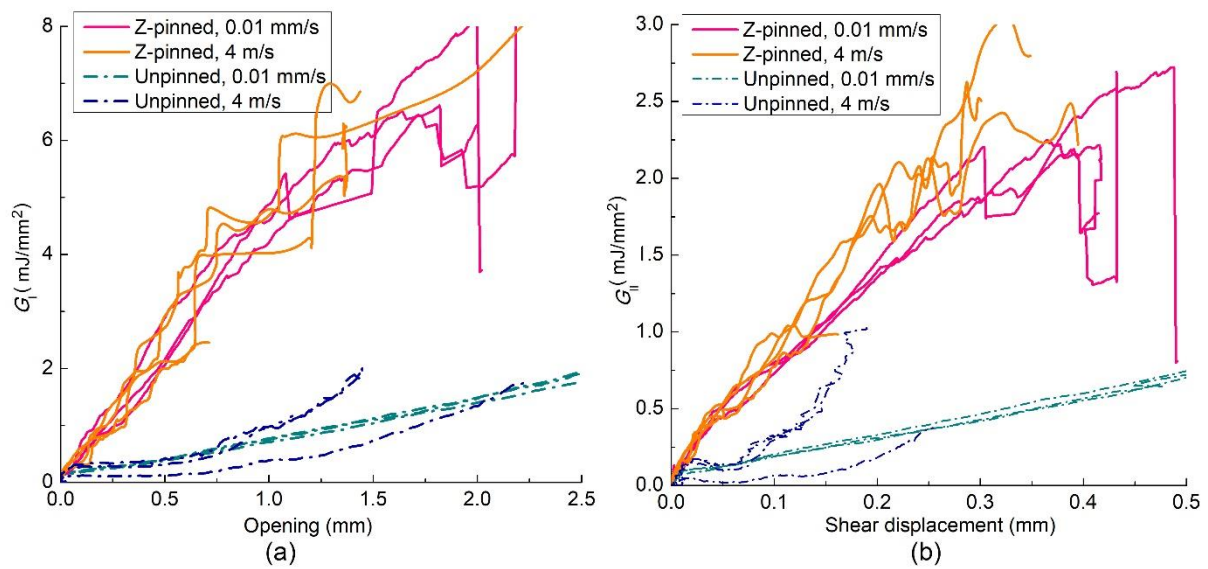 Z-pinned, 0.01 mm/s
Z-pinned, 4 m/s
Unpinned, 0.01 mm/s
Unpinned, 4 m/s
8
6
4
2
0
G_I( mJ/mm²)
0.0 0.5 1.0 1.5 2.0 2.5
Opening (mm)
(a)
Z-pinned, 0.01 mm/s
Z-pinned, 4 m/s
Unpinned, 0.01 mm/s
Unpinned, 4 m/s
3.0
2.5
2.0
1.5
1.0
0.5
0.0
G_II( mJ/mm²)
0.0 0.1 0.2 0.3 0.4 0.5
Shear displacement (mm)
(b)